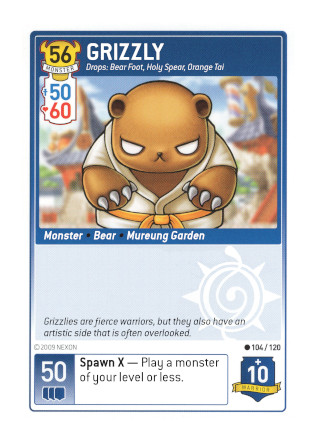 56
MONSTER
GRIZZLY
Drops: Bear Foot, Holy Spear, Orange Tai
50
60
Monster • Bear • Mureung Garden
Grizzlies are fierce warriors, but they also have an
artistic side that is often overlooked.
© 2009 NEXON
104 / 120
50
Spawn X — Play a monster
of your level or less.
+
10
WARRIOR